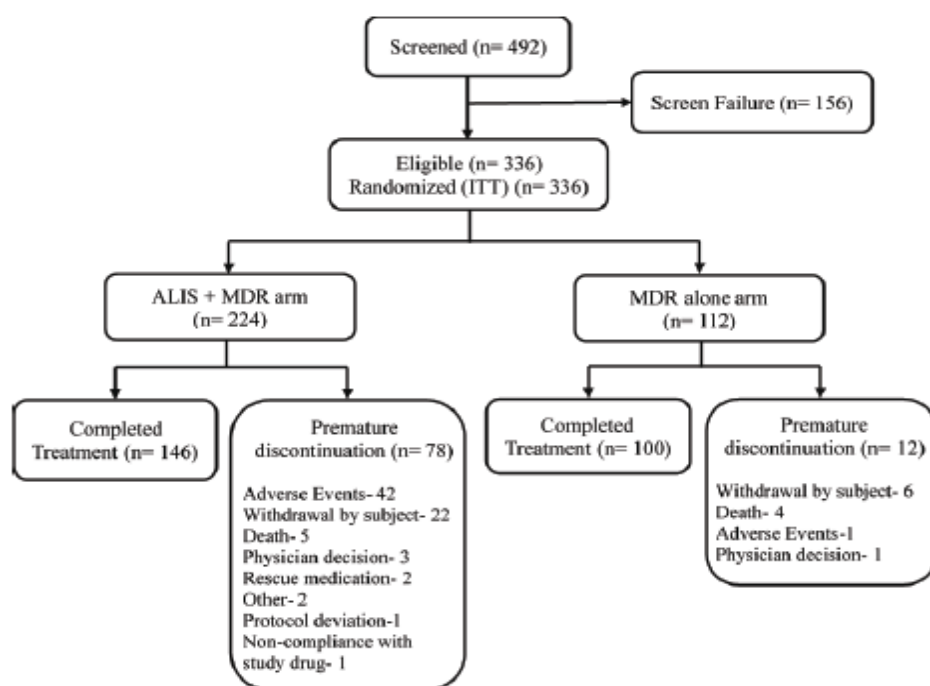 Screened (n= 492)
Screen Failure (n= 156)
Eligible (n= 336)
Randomized (ITT) (n= 336)
ALIS + MDR arm
(n= 224)
MDR alone arm
(n= 112)
Completed
Treatment (n= 146)
Premature
discontinuation (n= 78)
Adverse Events- 42
Withdrawal by subject- 22
Death- 5
Physician decision- 3
Rescue medication- 2
Other- 2
Protocol deviation-1
Non-compliance with
study drug- 1
Completed
Treatment (n= 100)
Premature
discontinuation (n= 12)
Withdrawal by subject- 6
Death- 4
Adverse Events-1
Physician decision- 1